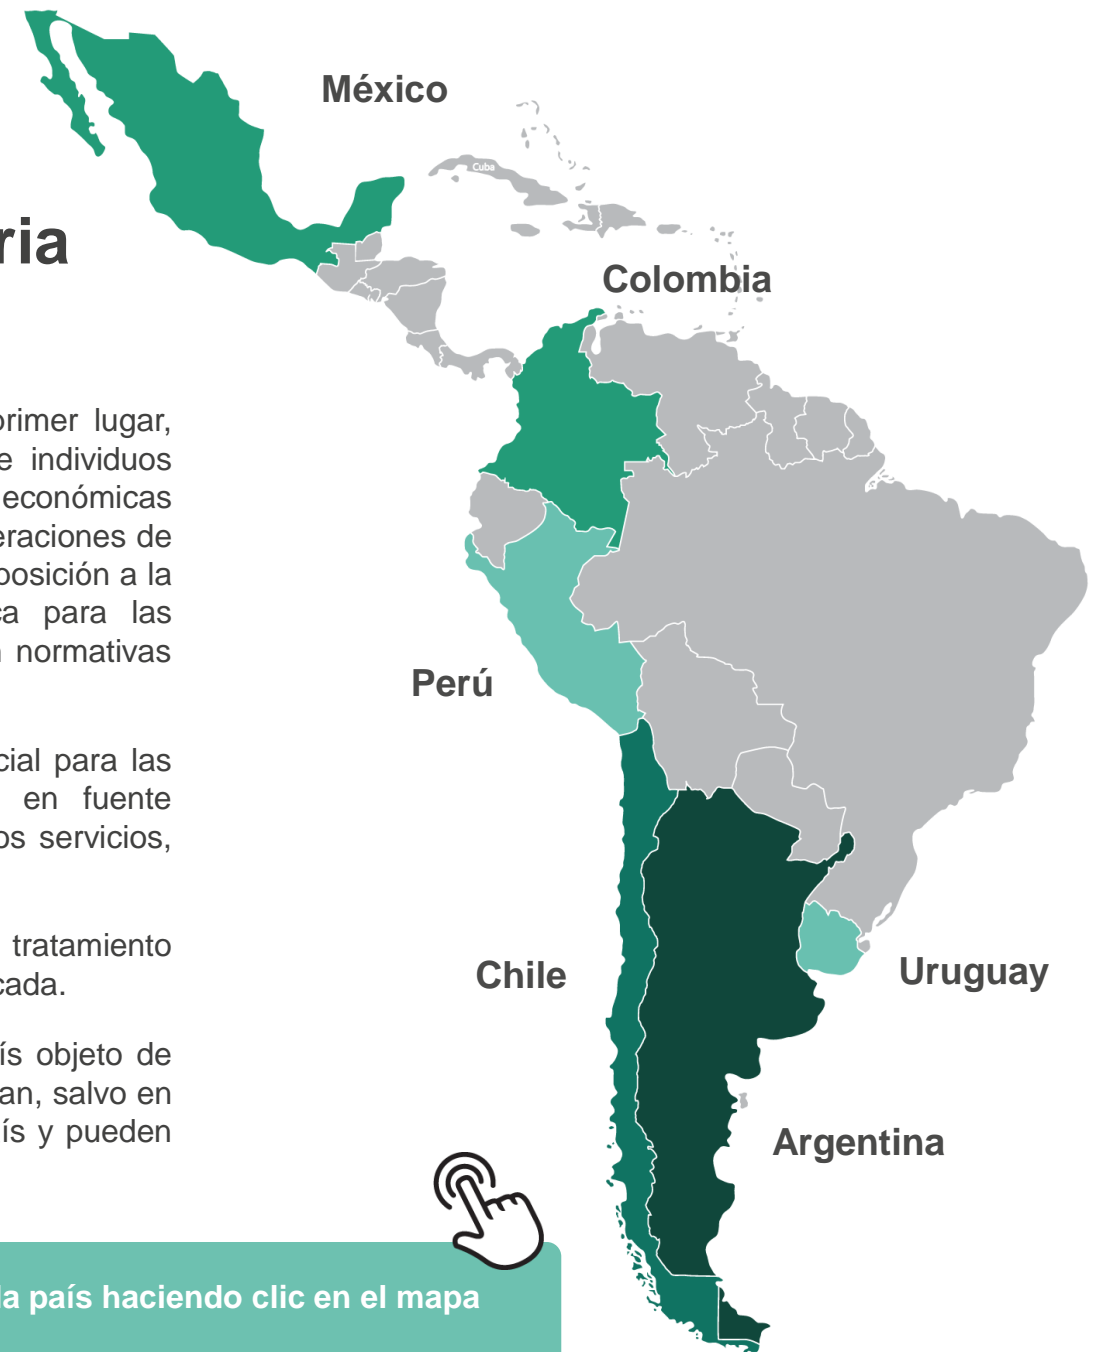 México
Cuba
ria
Colombia
primer lugar,
e individuos
económicas
eraciones de
posición a la
ca para las
n normativas
Perú
cial para las
en fuente
os servicios,
tratamiento
cada.
Chile
Uruguay
ís objeto de
an, salvo en
ís y pueden
Argentina
da país haciendo clic en el mapa